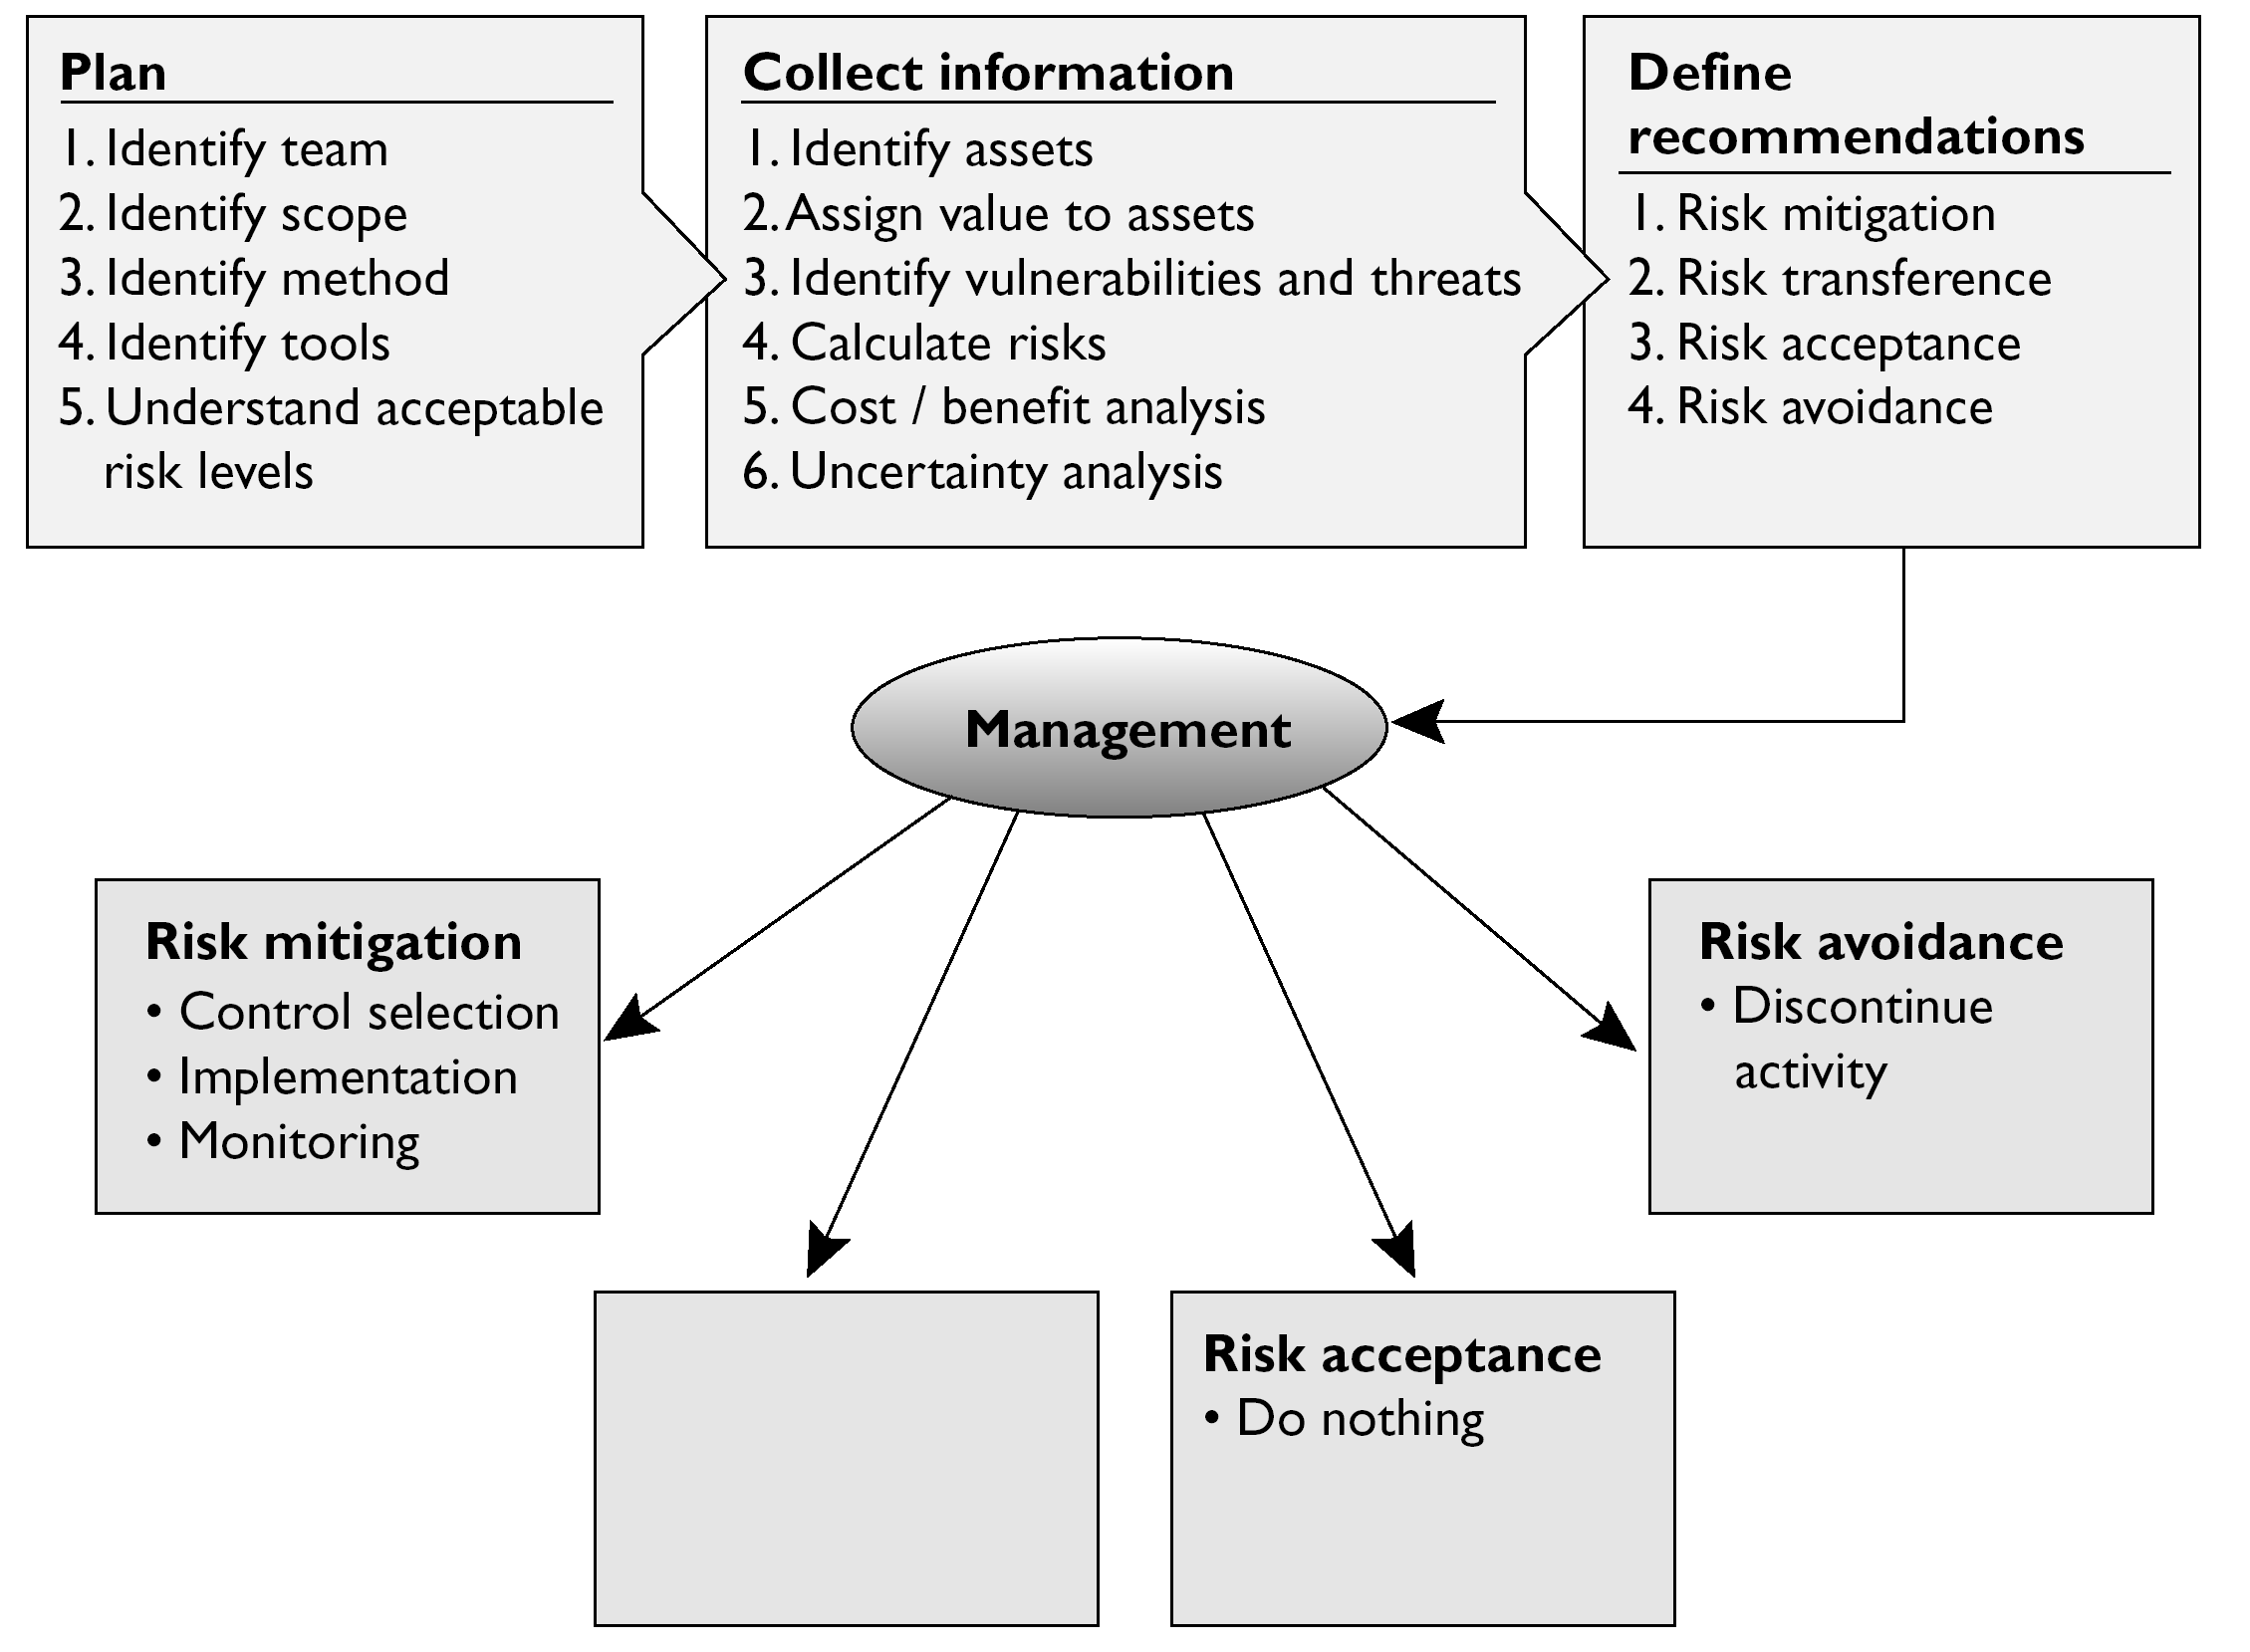 Plan
1. Identify team
2. Identify scope
3. Identify method
4. Identify tools
5. Understand acceptable
risk levels
Collect information
1. Identify assets
2. Assign value to assets
3. Identify vulnerabilities and threats
4. Calculate risks
5. Cost / benefit analysis
6. Uncertainty analysis
Define
recommendations
1. Risk mitigation
2. Risk transference
3. Risk acceptance
4. Risk avoidance
Management
Risk mitigation
• Control selection
• Implementation
• Monitoring
Risk acceptance
• Do nothing
Risk avoidance
• Discontinue
activity